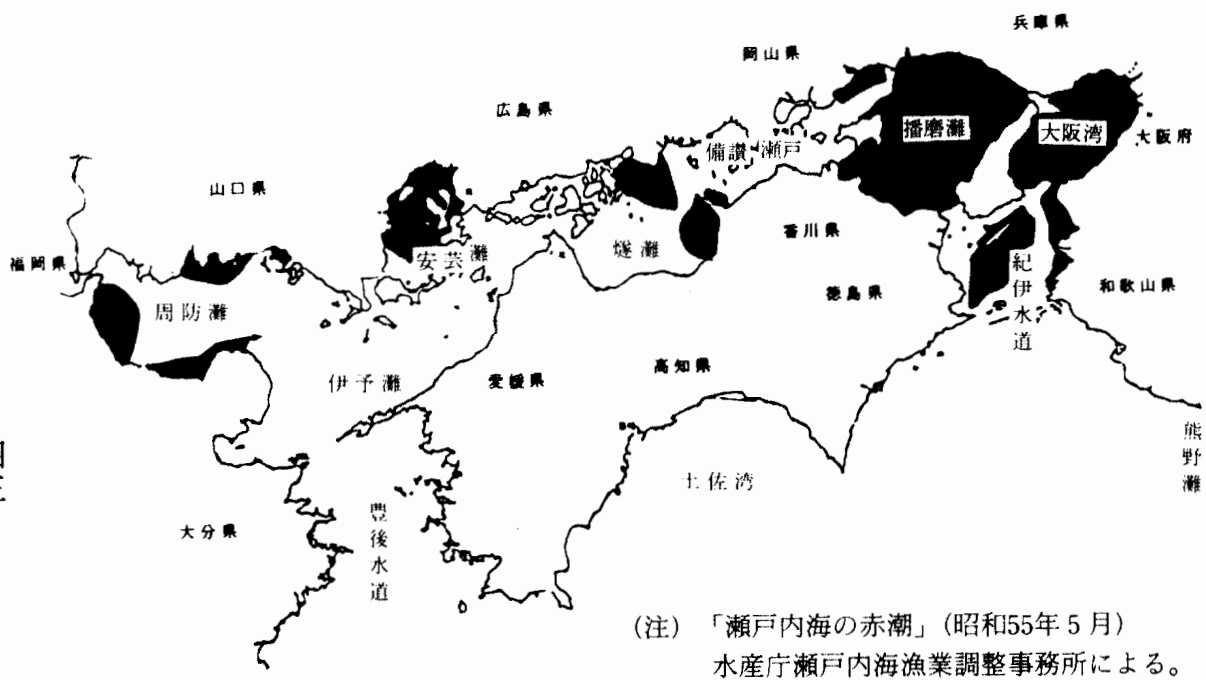 兵庫県
岡山県
広島県
播磨灘
大阪湾
大阪府
備讃瀬戸
山口県
香川県
安芸灘
燧灘
福岡県
徳島県
紀伊水道
和歌山県
周防灘
高知県
伊予灘
愛媛県
熊野灘
土佐湾
大分県
豊後水道
(注) 「瀬戸内海の赤潮」(昭和55年5月)
水産庁瀬戸内海漁業調整事務所による。